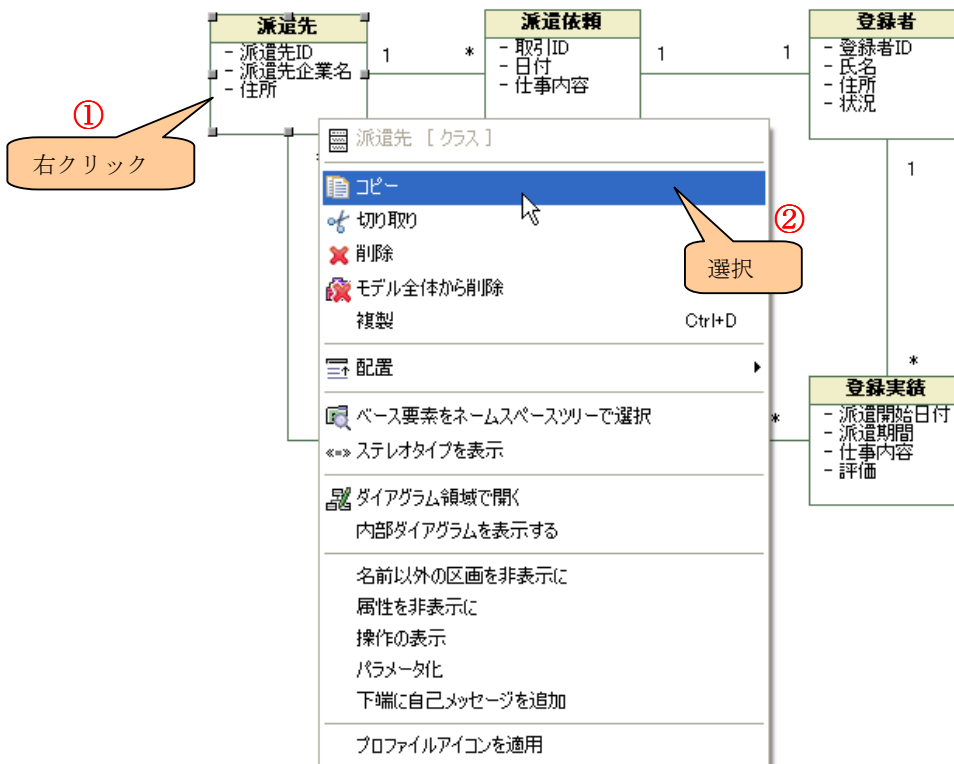 派遣先
- 派遣先ID
- 派遣先企業名
- 住所
1
*
派遣依頼
- 取引ID
- 日付
- 仕事内容
1
1
登録者
- 登録者ID
- 氏名
- 住所
- 状況
①
右クリック
派遣先 [クラス]
コピー
切り取り
削除
モデル全体から削除
複製 Ctrl+D
②
選択
1
配置
*
登録実績
- 派遣開始日付
- 派遣期間
- 仕事内容
- 評価
*
ベース要素をネームスペースツリーで選択
«=» ステレオタイプを表示
ダイアグラム領域で開く
内部ダイアグラムを表示する
名前以外の区画を非表示に
属性を非表示に
操作の表示
パラメータ化
下端に自己メッセージを追加
プロファイルアイコンを適用